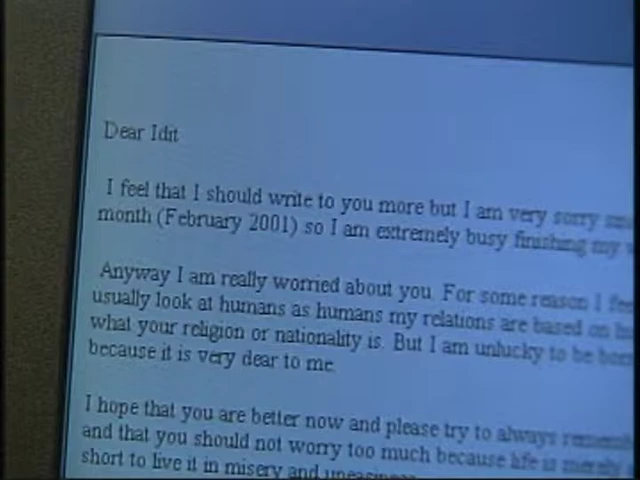 Dear Idit
I feel that I should write to you more but I am very sorry
month (February 2001) so I am extremely busy finishing my
Anyway I am really worried about you. For some reason I
usually look at humans as humans my relations are based on
what your religion or nationality is. But I am unlucky to be
because it is very dear to me.
I hope that you are better now and please try to always
and that you should not worry too much because life is merely
short to live it in misery and uneasiness